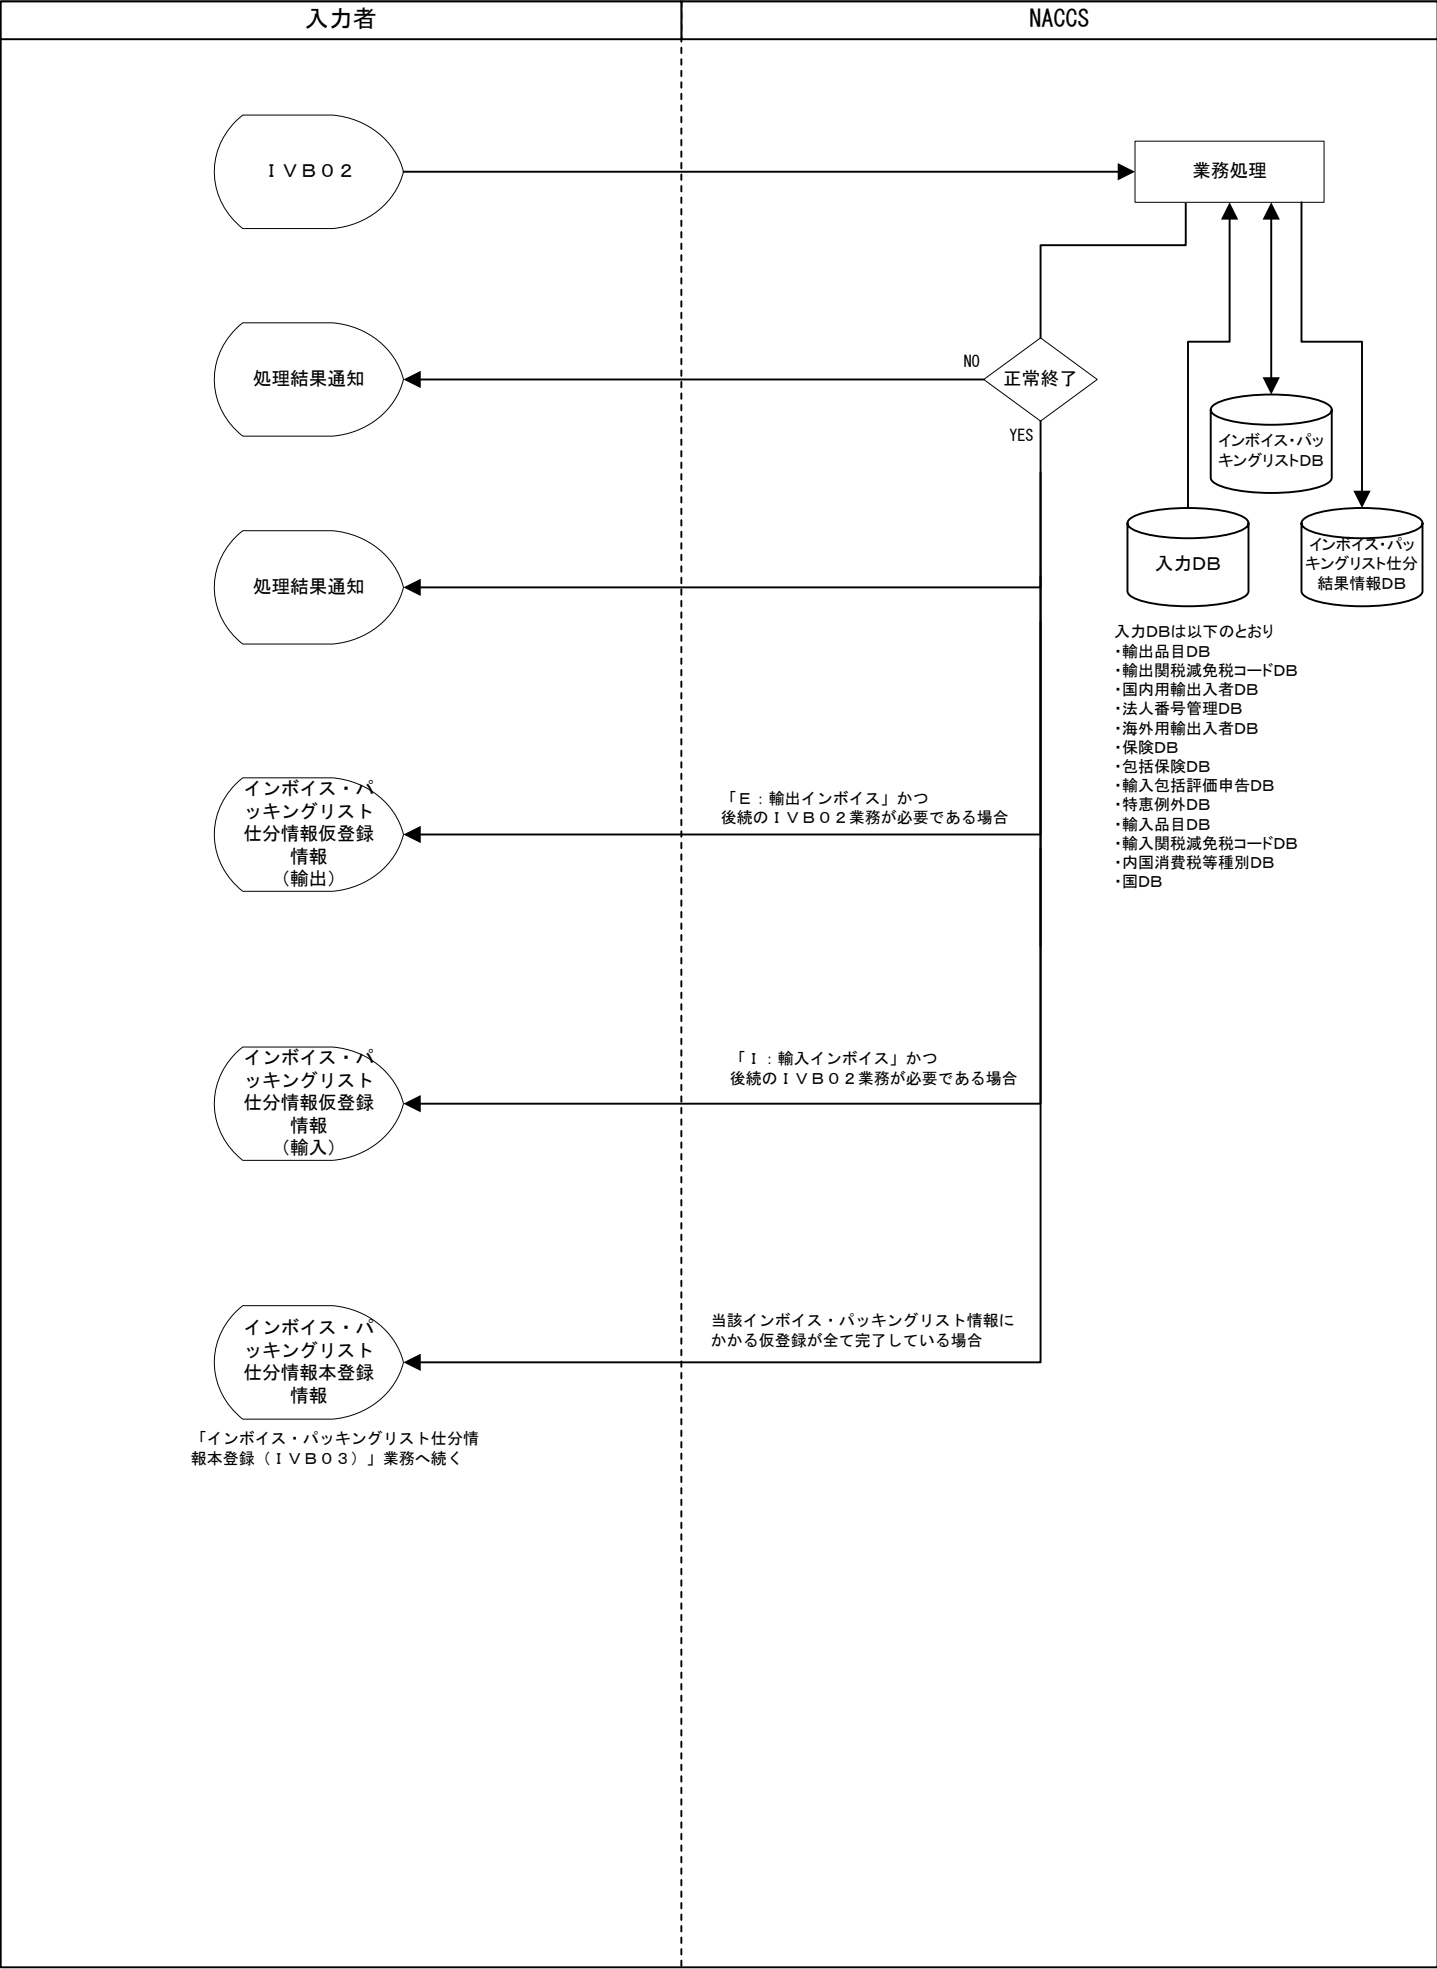 入力者
NACCS
ＩＶＢ０２
業務処理
処理結果通知
NO
正常終了
YES
インボイス・パッ
キングリストDB
処理結果通知
入力DB
インボイス・パッ
キングリスト仕分
結果情報DB
入力DBは以下のとおり
・輸出品目DB
・輸出関税減免税コードDB
・国内用輸出入者DB
・法人番号管理DB
・海外用輸出入者DB
・保険DB
・包括保険DB
・輸入包括評価申告DB
・特恵例外DB
・輸入品目DB
・輸入関税減免税コードDB
・内国消費税等種別DB
・国DB
インボイス・パ
ッキングリスト
仕分情報仮登録
情報
（輸出）
「Ｅ：輸出インボイス」かつ
後続のＩＶＢ０２業務が必要である場合
インボイス・パ
ッキングリスト
仕分情報仮登録
情報
（輸入）
「Ｉ：輸入インボイス」かつ
後続のＩＶＢ０２業務が必要である場合
インボイス・パ
ッキングリスト
仕分情報本登録
情報
当該インボイス・パッキングリスト情報に
かかる仮登録が全て完了している場合
「インボイス・パッキングリスト仕分情
報本登録（ＩＶＢ０３）」業務へ続く